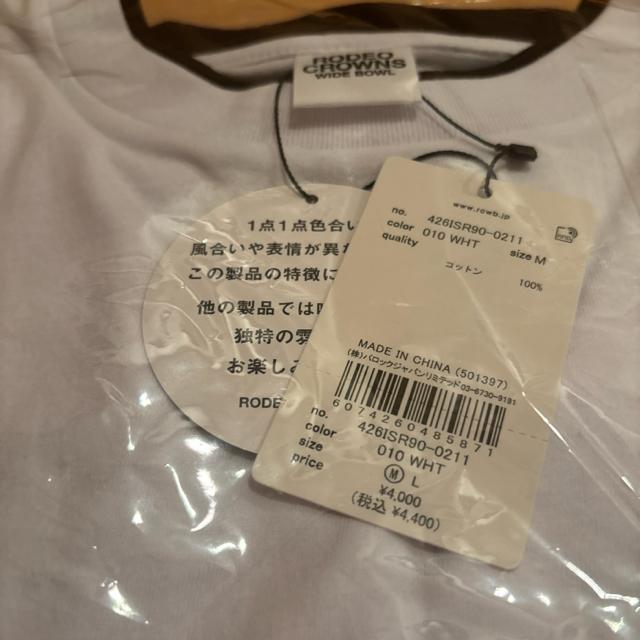 RODEO
CROWNS
WIDE BOWL
1点1点色合い
風合いや表情が異な
この製品の特徴に
他の製品では
独特の雰
お楽しみ
RODE
www.rcwb.jp
no. 426ISR90-0211
color 010 WHT
quality size M
コットン 100%
MADE IN CHINA (501397)
(株)バロックジャパンリミテッド03-6730-9191
6074260485871
no. 426ISR90-0211
color 010 WHT
size M L
price ¥4,000
(税込 ¥4,400)